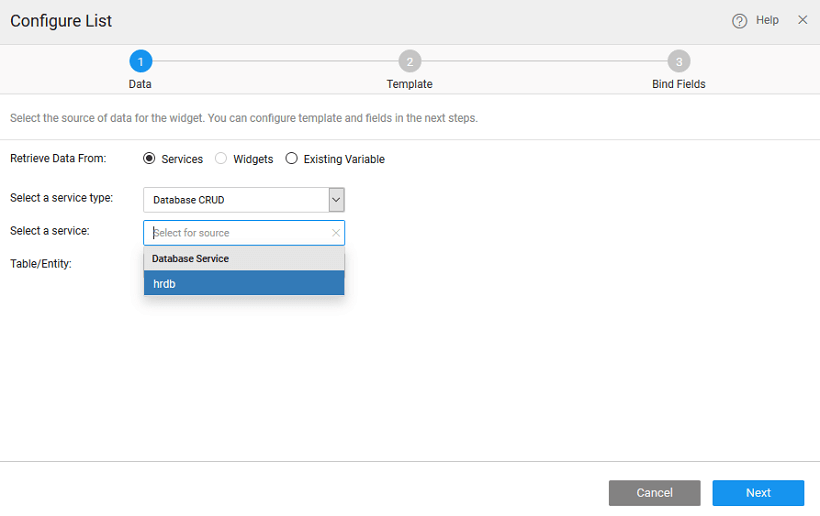 Configure List
? Help ×
1 2 3
Data Template Bind Fields
Select the source of data for the widget. You can configure template and fields in the next steps.
Retrieve Data From: Services Widgets Existing Variable
Select a service type: Database CRUD
Select a service: Select for source ×
Database Service
Table/Entity:
hrdb
Cancel Next